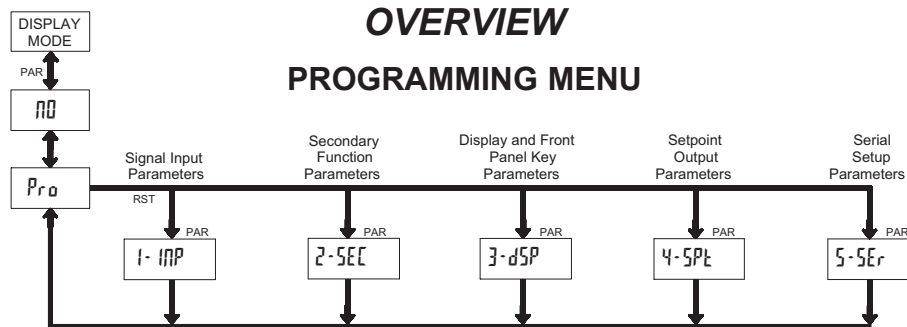 OVERVIEW
PROGRAMMING MENU
DISPLAY
MODE
PAR
NO
Pro
Signal Input
Parameters
Secondary
Function
Parameters
Display and Front
Panel Key
Parameters
Setpoint
Output
Parameters
Serial
Setup
Parameters
RST
PAR
PAR
PAR
PAR
PAR
1-INP
2-SEC
3-dSP
4-SPt
5-SEr